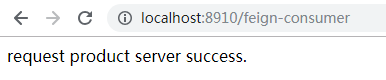 localhost:8910/feign-consumer
request product server success.